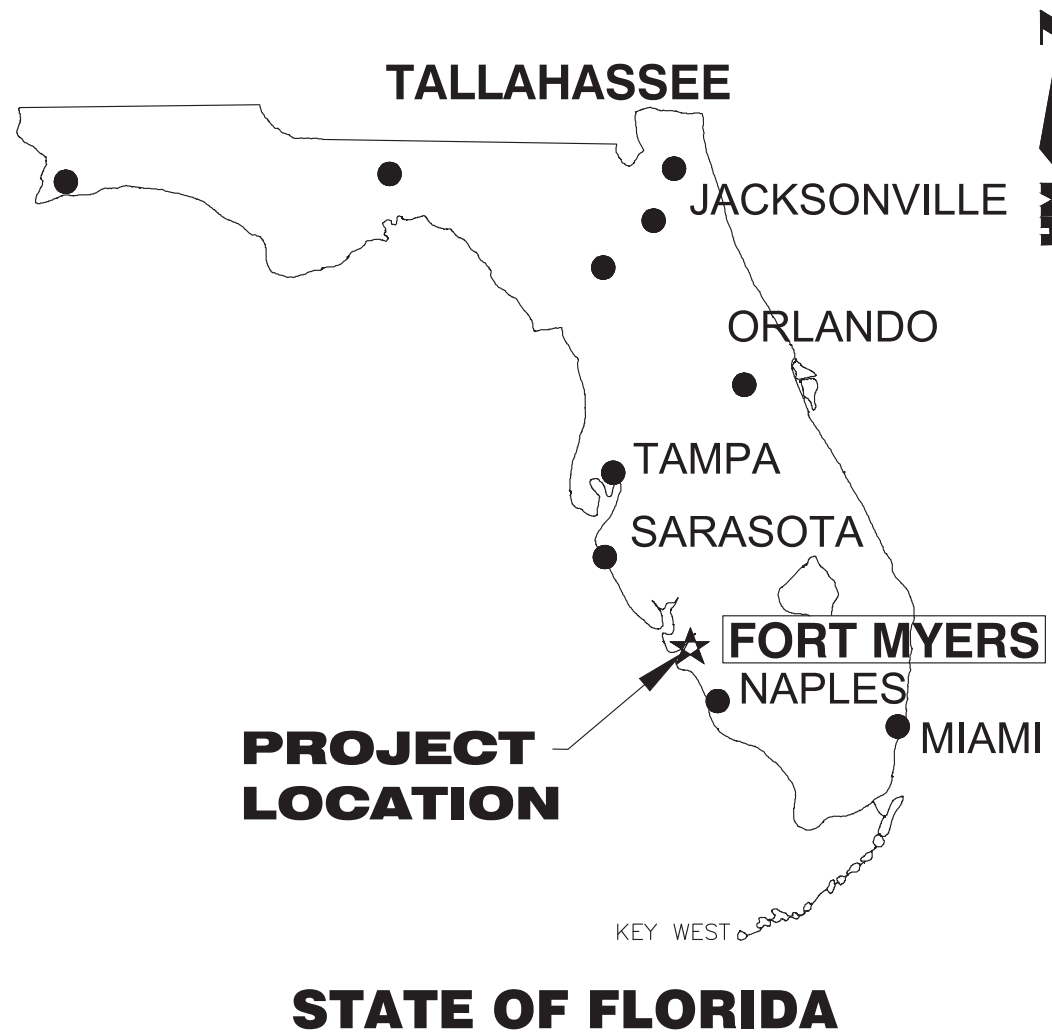 TALLAHASSEE
JACKSONVILLE
ORLANDO
TAMPA
SARASOTA
FORT MYERS
NAPLES
MIAMI
PROJECT
LOCATION
KEY WEST
STATE OF FLORIDA